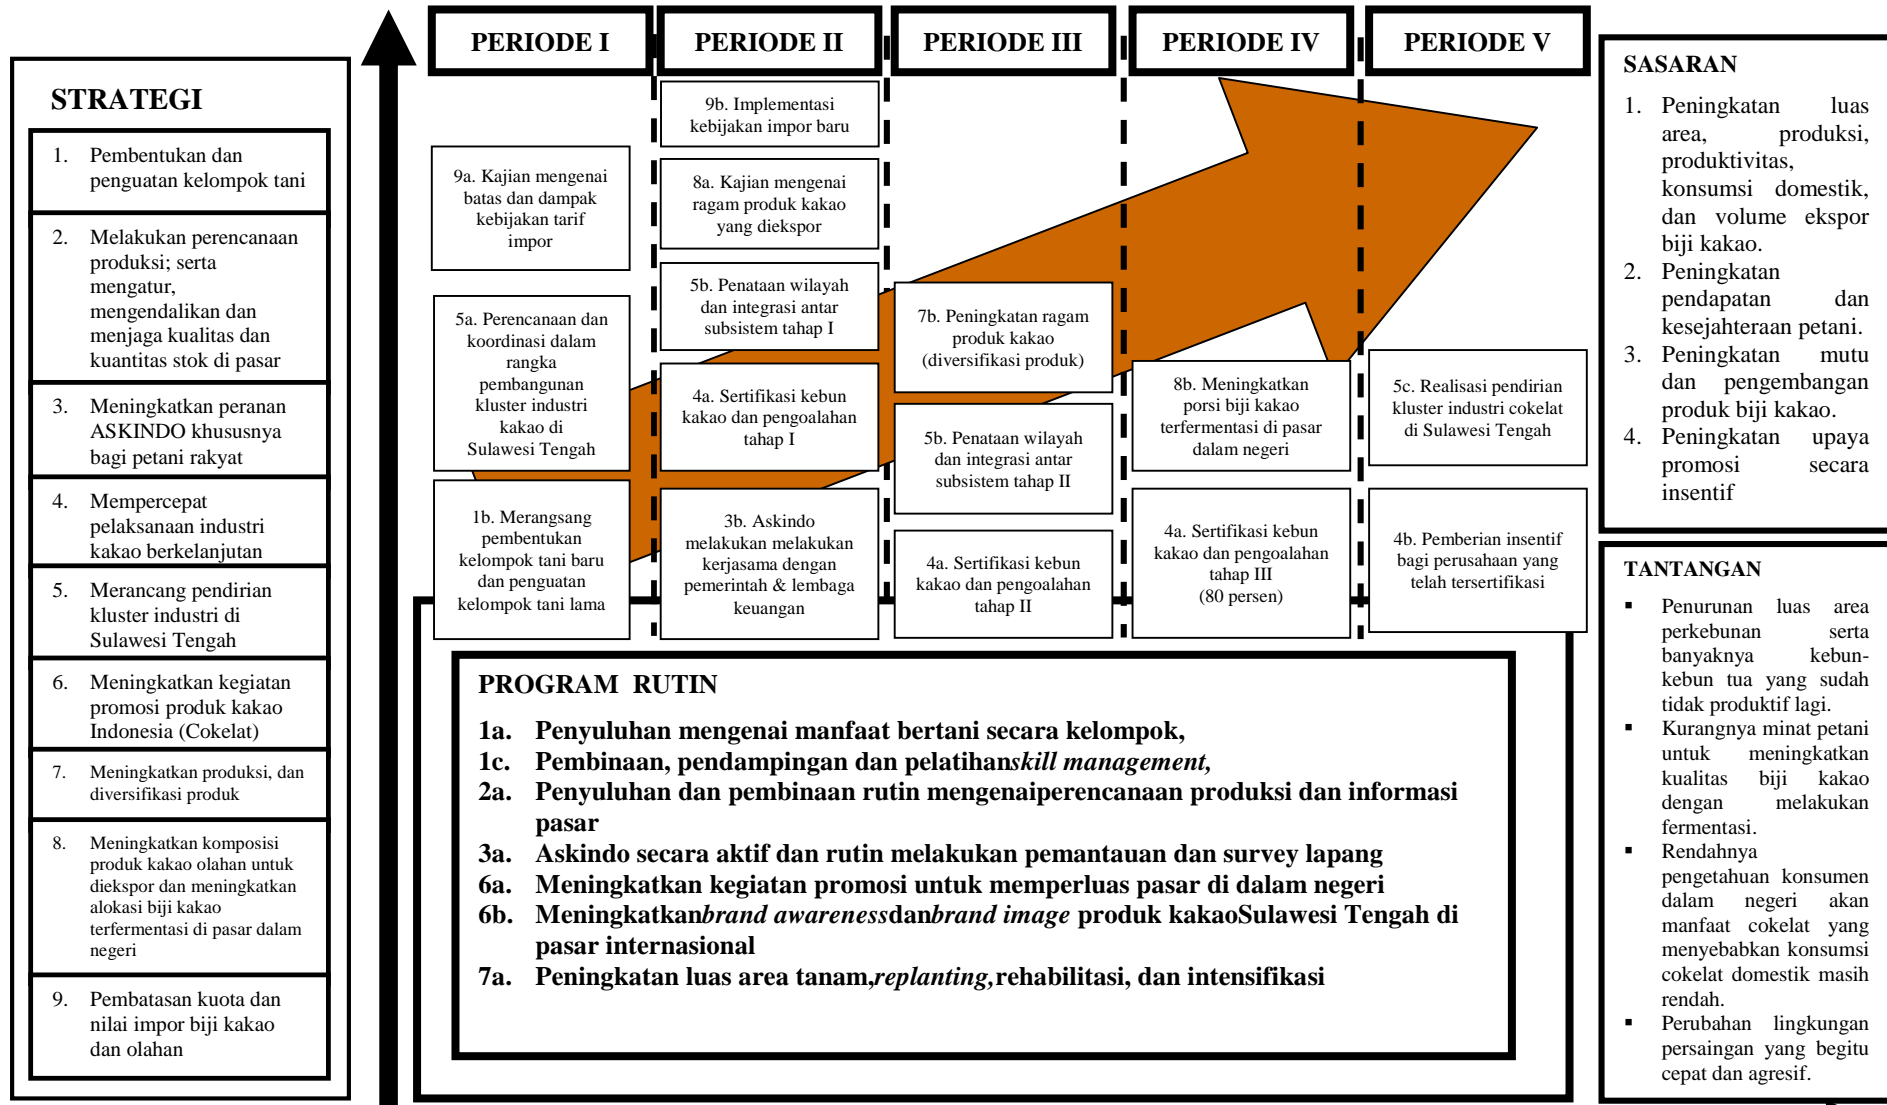 STRATEGI
1. Pembentukan dan
penguatan kelompok tani
2. Melakukan perencanaan
produksi; serta
mengatur,
mengendalikan dan
menjaga kualitas dan
kuantitas stok di pasar
3. Meningkatkan peranan
ASKINDO khususnya
bagi petani rakyat
4. Mempercepat
pelaksanaan industri
kakao berkelanjutan
5. Merancang pendirian
kluster industri di
Sulawesi Tengah
6. Meningkatkan kegiatan
promosi produk kakao
Indonesia (Cokelat)
7. Meningkatkan produksi, dan
diversifikasi produk
8. Meningkatkan komposisi
produk kakao olahan untuk
diekspor dan meningkatkan
alokasi biji kakao
terfermentasi di pasar dalam
negeri
9. Pembatasan kuota dan
nilai impor biji kakao
dan olahan
PERIODE I
9a. Kajian mengenai
batas dan dampak
kebijakan tarif
impor
5a. Perencanaan dan
koordinasi dalam
rangka
pembangunan
kluster industri
kakao di
Sulawesi Tengah
1b. Merangsang
pembentukan
kelompok tani baru
dan penguatan
kelompok tani lama
PERIODE II
9b. Implementasi
kebijakan impor baru
8a. Kajian mengenai
ragam produk kakao
yang diekspor
5b. Penataan wilayah
dan integrasi antar
subsistem tahap I
4a. Sertifikasi kebun
kakao dan pengoalahan
tahap I
3b. Askindo
melakukan melakukan
kerjasama dengan
pemerintah & lembaga
keuangan
PERIODE III
7b. Peningkatan ragam
produk kakao
(diversifikasi produk)
5b. Penataan wilayah
dan integrasi antar
subsistem tahap II
4a. Sertifikasi kebun
kakao dan pengoalahan
tahap II
PERIODE IV
8b. Meningkatkan
porsi biji kakao
terfermentasi di pasar
dalam negeri
4a. Sertifikasi kebun
kakao dan pengoalahan
tahap III
(80 persen)
PERIODE V
5c. Realisasi pendirian
kluster industri cokelat
di Sulawesi Tengah
4b. Pemberian insentif
bagi perusahaan yang
telah tersertifikasi
PROGRAM RUTIN
1a. Penyuluhan mengenai manfaat bertani secara kelompok,
1c. Pembinaan, pendampingan dan pelatihanskill management,
2a. Penyuluhan dan pembinaan rutin mengenaiperencanaan produksi dan informasi
pasar
3a. Askindo secara aktif dan rutin melakukan pemantauan dan survey lapang
6a. Meningkatkan kegiatan promosi untuk memperluas pasar di dalam negeri
6b. Meningkatkanbrand awarenessdanbrand image produk kakaoSulawesi Tengah di
pasar internasional
7a. Peningkatan luas area tanam,replanting,rehabilitasi, dan intensifikasi
SASARAN
1. Peningkatan luas
area, produksi,
produktivitas,
konsumsi domestik,
dan volume ekspor
biji kakao.
2. Peningkatan
pendapatan dan
kesejahteraan petani.
3. Peningkatan mutu
dan pengembangan
produk biji kakao.
4. Peningkatan upaya
promosi secara
insentif
TANTANGAN
▪ Penurunan luas area
perkebunan serta
banyaknya kebun-
kebun tua yang sudah
tidak produktif lagi.
▪ Kurangnya minat petani
untuk meningkatkan
kualitas biji kakao
dengan melakukan
fermentasi.
▪ Rendahnya
pengetahuan konsumen
dalam negeri akan
manfaat cokelat yang
menyebabkan konsumsi
cokelat domestik masih
rendah.
▪ Perubahan lingkungan
persaingan yang begitu
cepat dan agresif.